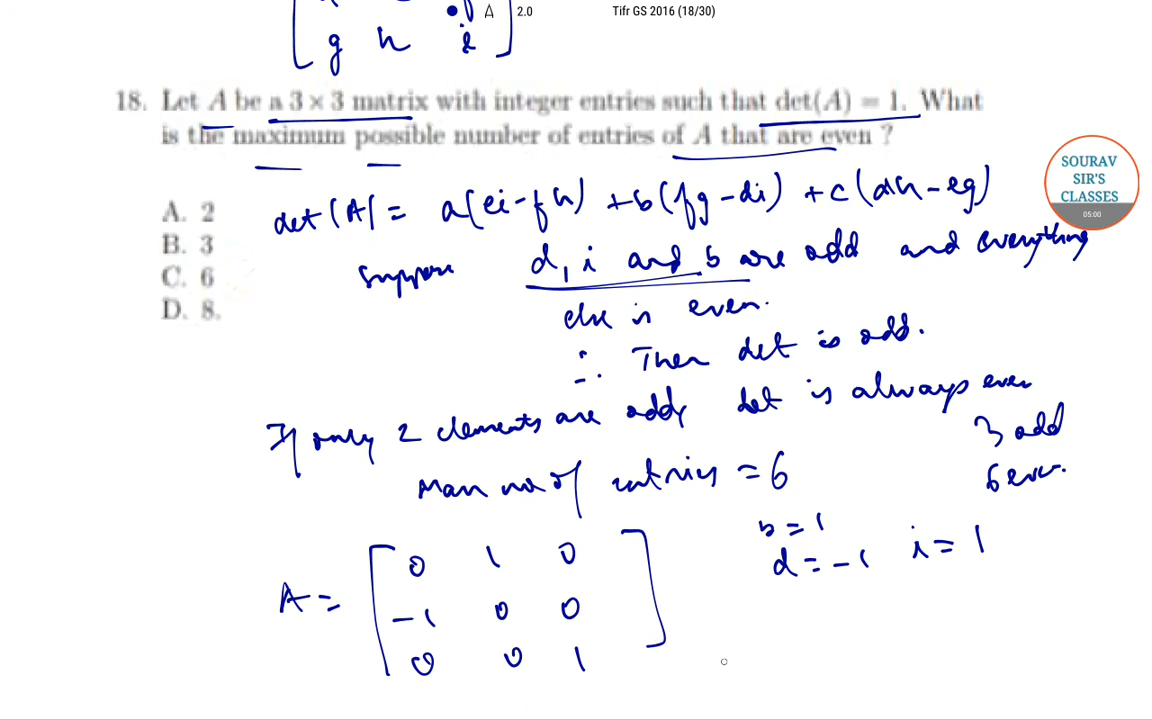 A 2.0 Tifr GS 2016 (18/30)
g h i
18. Let A be a 3 × 3 matrix with integer entries such that det(A) = 1. What
is the maximum possible number of entries of A that are even ?
SOURAV
SIR'S
CLASSES
05:00
A. 2
B. 3
C. 6
D. 8.
det(A) = a(ei-fh) + b(fg-di) + c(dh-eg)
suppose d, i and b are odd and everything
else is even.
∴ Then det is odd.
If only 2 elements are odd, det is always even
3 odd
6 even.
Max no of entries = 6
b = 1
d = -1 i = 1
A = [ 0 1 0
-1 0 0
0 0 1 ]